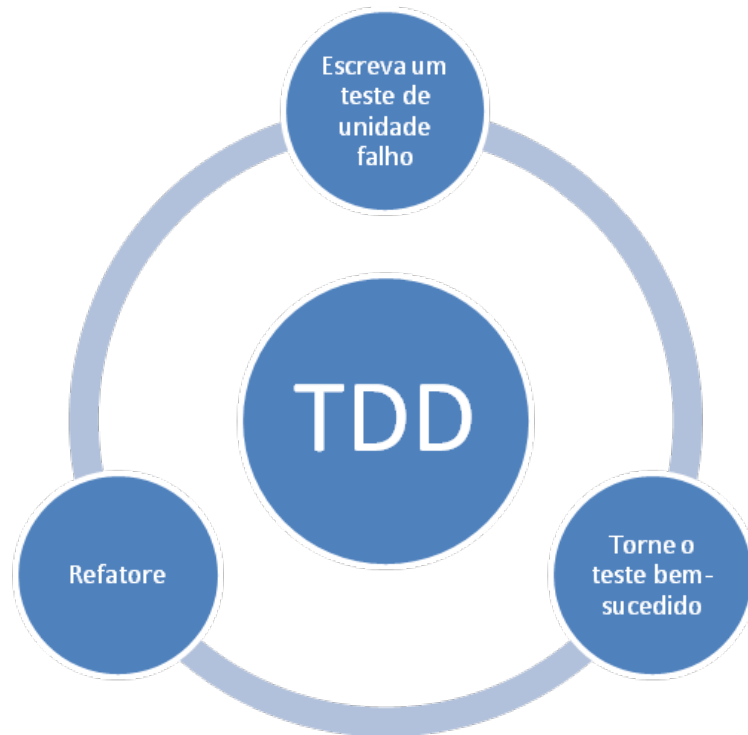 Escreva um
teste de
unidade
falho
TDD
Refatore
Torne o
teste bem-
sucedido